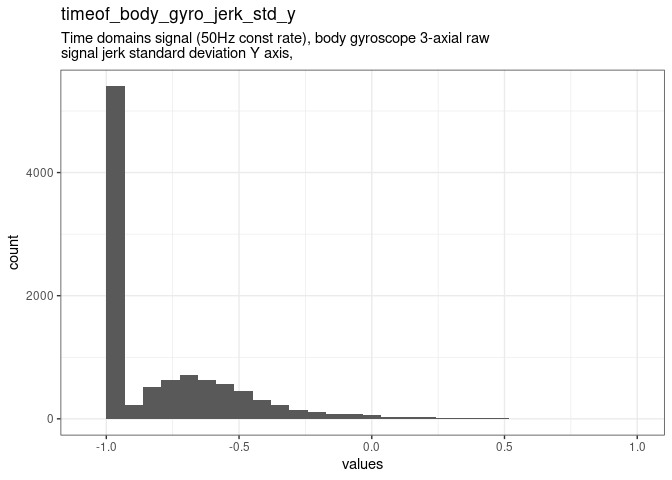 timeof_body_gyro_jerk_std_y
Time domains signal (50Hz const rate), body gyroscope 3-axial raw
signal jerk standard deviation Y axis,
4000
2000
0
count
-1.0
-0.5
0.0
0.5
1.0
values